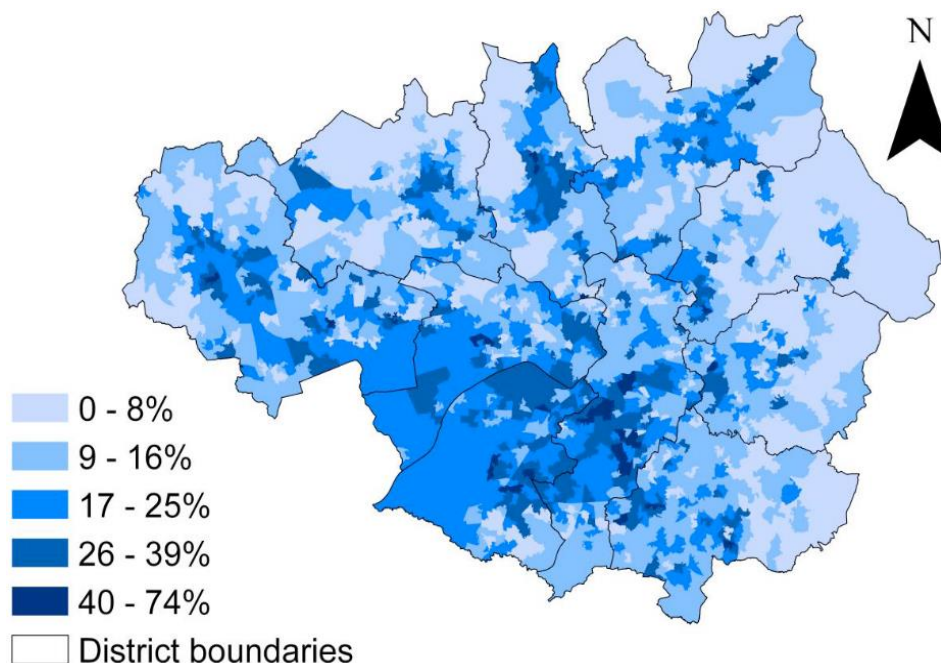 N
0 - 8%
9 - 16%
17 - 25%
26 - 39%
40 - 74%
District boundaries